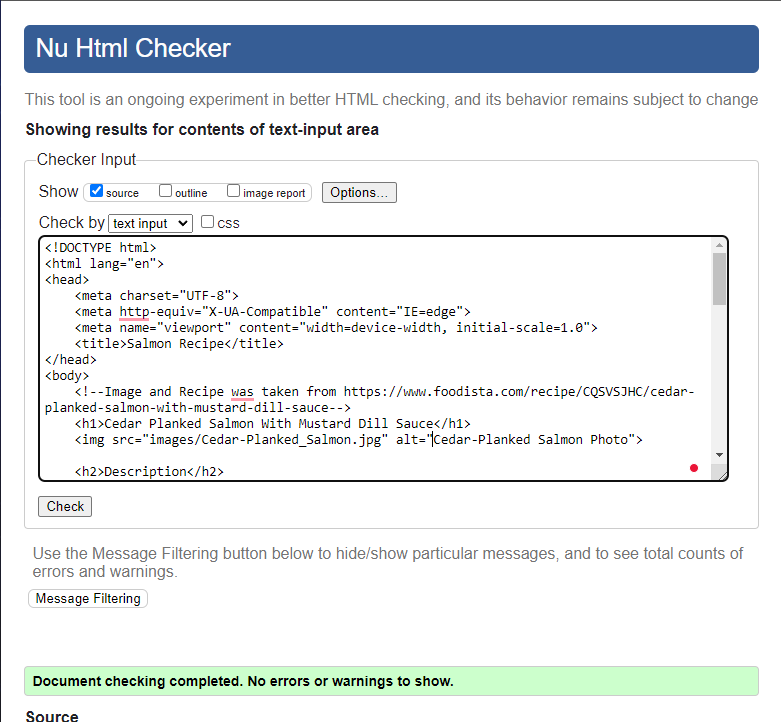 Nu Html Checker
This tool is an ongoing experiment in better HTML checking, and its behavior remains subject to change
Showing results for contents of text-input area
Checker Input
Show source outline image report Options...
Check by text input css
<!DOCTYPE html>
<html lang="en">
<head>
    <meta charset="UTF-8">
    <meta http-equiv="X-UA-Compatible" content="IE=edge">
    <meta name="viewport" content="width=device-width, initial-scale=1.0">
    <title>Salmon Recipe</title>
</head>
<body>
    <!--Image and Recipe was taken from https://www.foodista.com/recipe/CQSVSJHC/cedar-
planked-salmon-with-mustard-dill-sauce-->
    <h1>Cedar Planked Salmon With Mustard Dill Sauce</h1>
    <img src="images/Cedar-Planked_Salmon.jpg" alt="Cedar-Planked Salmon Photo">
    <h2>Description</h2>
Check
Use the Message Filtering button below to hide/show particular messages, and to see total counts of
errors and warnings.
Message Filtering
Document checking completed. No errors or warnings to show.
Source